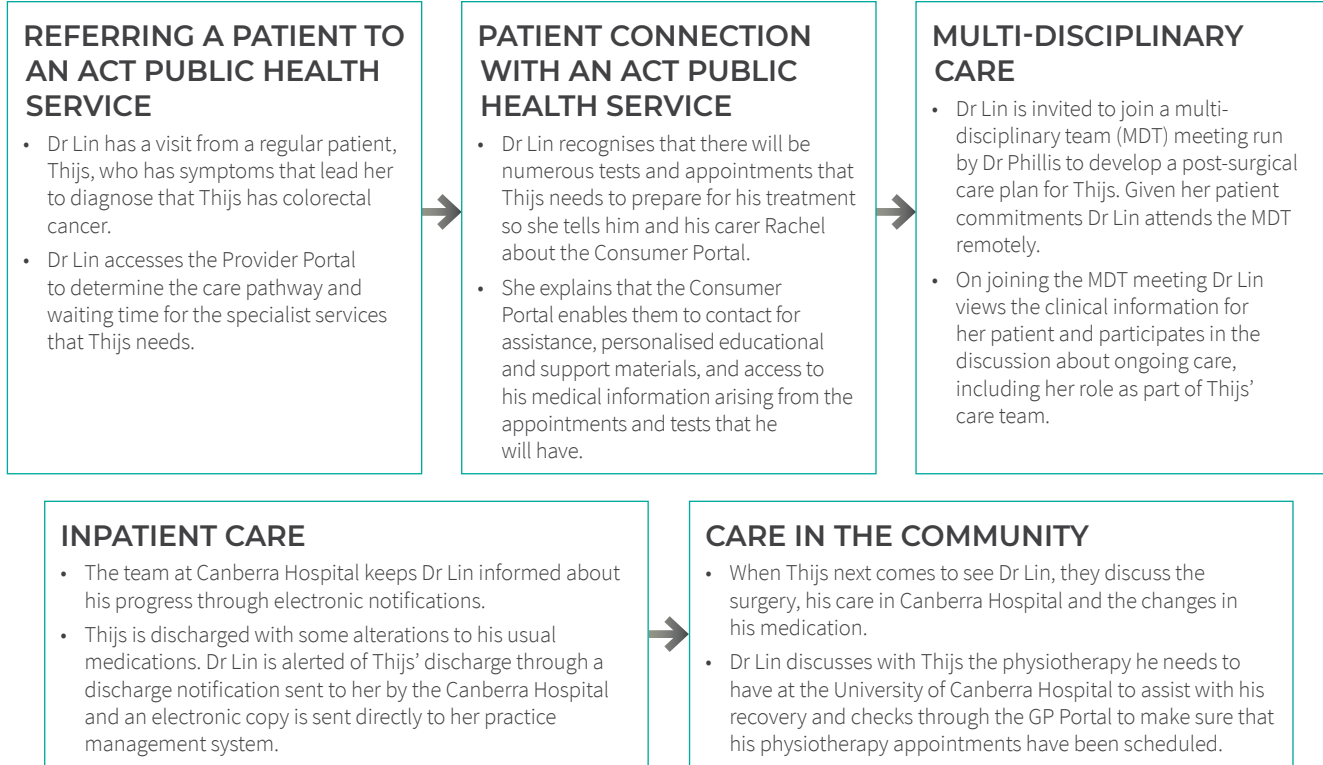 REFERRING A PATIENT TO
AN ACT PUBLIC HEALTH
SERVICE
• Dr Lin has a visit from a regular patient,
Thijs, who has symptoms that lead her
to diagnose that Thijs has colorectal
cancer.
• Dr Lin accesses the Provider Portal
to determine the care pathway and
waiting time for the specialist services
that Thijs needs.
PATIENT CONNECTION
WITH AN ACT PUBLIC
HEALTH SERVICE
• Dr Lin recognises that there will be
numerous tests and appointments that
Thijs needs to prepare for his treatment
so she tells him and his carer Rachel
about the Consumer Portal.
• She explains that the Consumer
Portal enables them to contact for
assistance, personalised educational
and support materials, and access to
his medical information arising from the
appointments and tests that he
will have.
MULTI-DISCIPLINARY
CARE
• Dr Lin is invited to join a multi-
disciplinary team (MDT) meeting run
by Dr Phillis to develop a post-surgical
care plan for Thijs. Given her patient
commitments Dr Lin attends the MDT
remotely.
• On joining the MDT meeting Dr Lin
views the clinical information for
her patient and participates in the
discussion about ongoing care,
including her role as part of Thijs'
care team.
INPATIENT CARE
• The team at Canberra Hospital keeps Dr Lin informed about
his progress through electronic notifications.
• Thijs is discharged with some alterations to his usual
medications. Dr Lin is alerted of Thijs' discharge through a
discharge notification sent to her by the Canberra Hospital
and an electronic copy is sent directly to her practice
management system.
CARE IN THE COMMUNITY
• When Thijs next comes to see Dr Lin, they discuss the
surgery, his care in Canberra Hospital and the changes in
his medication.
• Dr Lin discusses with Thijs the physiotherapy he needs to
have at the University of Canberra Hospital to assist with his
recovery and checks through the GP Portal to make sure that
his physiotherapy appointments have been scheduled.